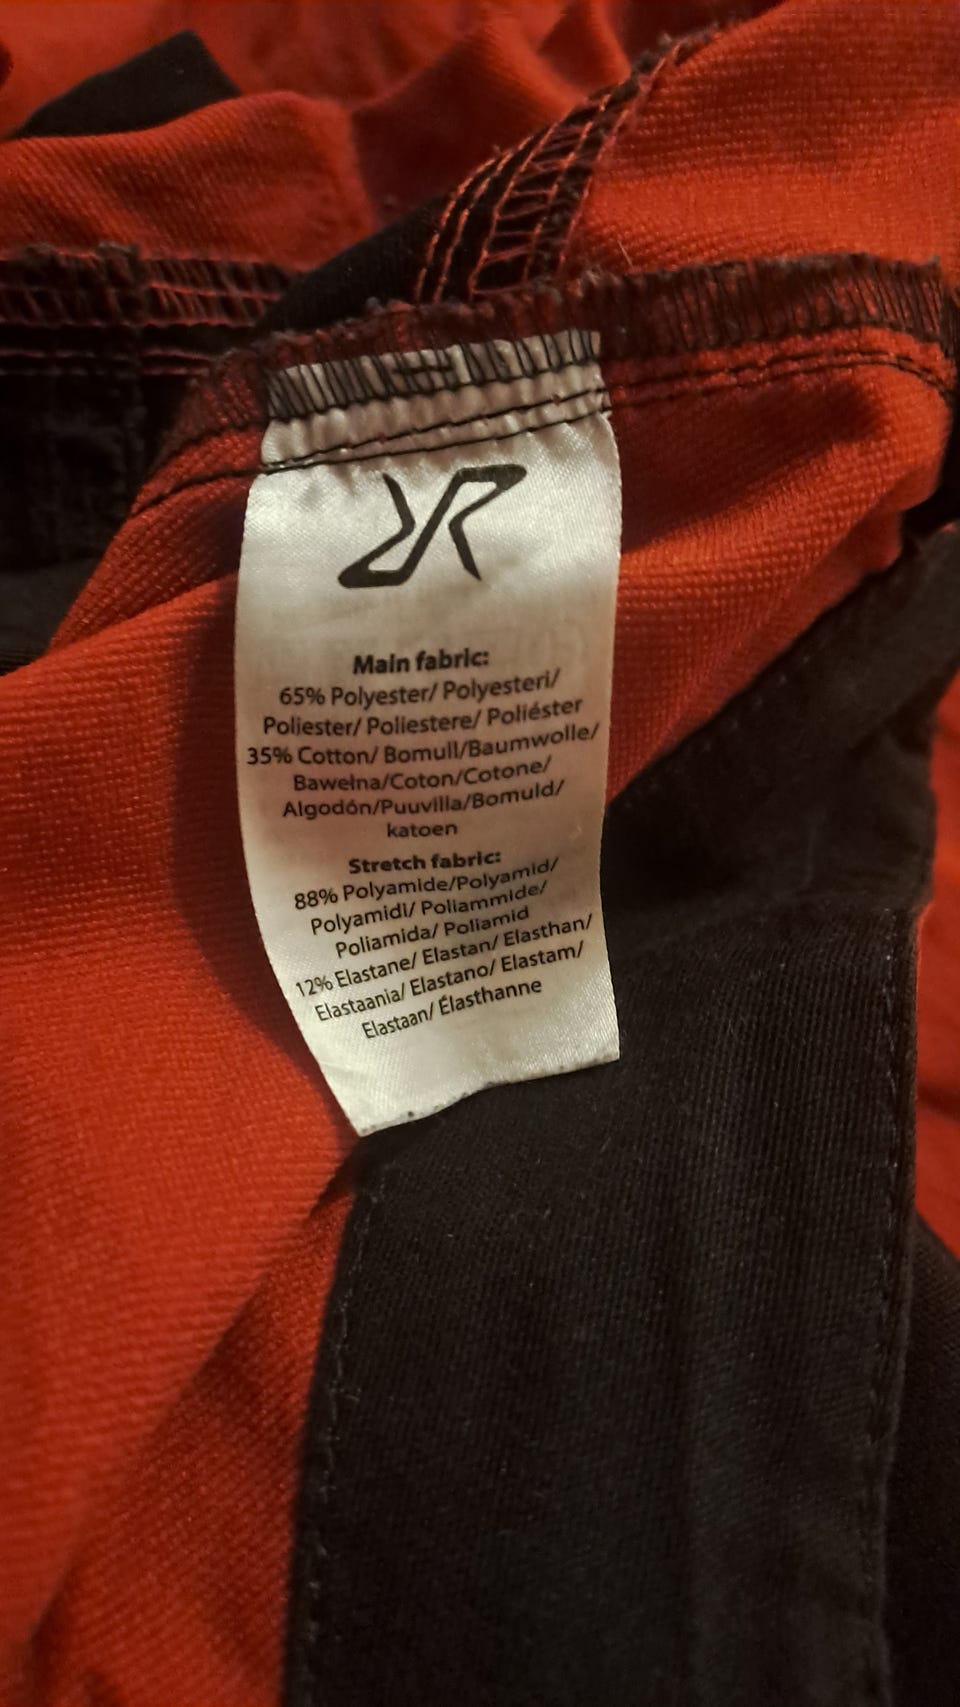 Main fabric:
65% Polyester/ Polyesteri/
Poliester/ Poliestere/ Poliéster
35% Cotton/ Bomull/Baumwolle/
Bawełna/Coton/Cotone/
Algodón/Puuvilla/Bomuld/
katoen
Stretch fabric:
88% Polyamide/Polyamid/
Polyamidi/ Poliammide/
Poliamida/ Poliamid
12% Elastane/ Elastan/ Elasthan/
Elastaania/ Elastano/ Elastam/
Elastaan/ Élasthanne